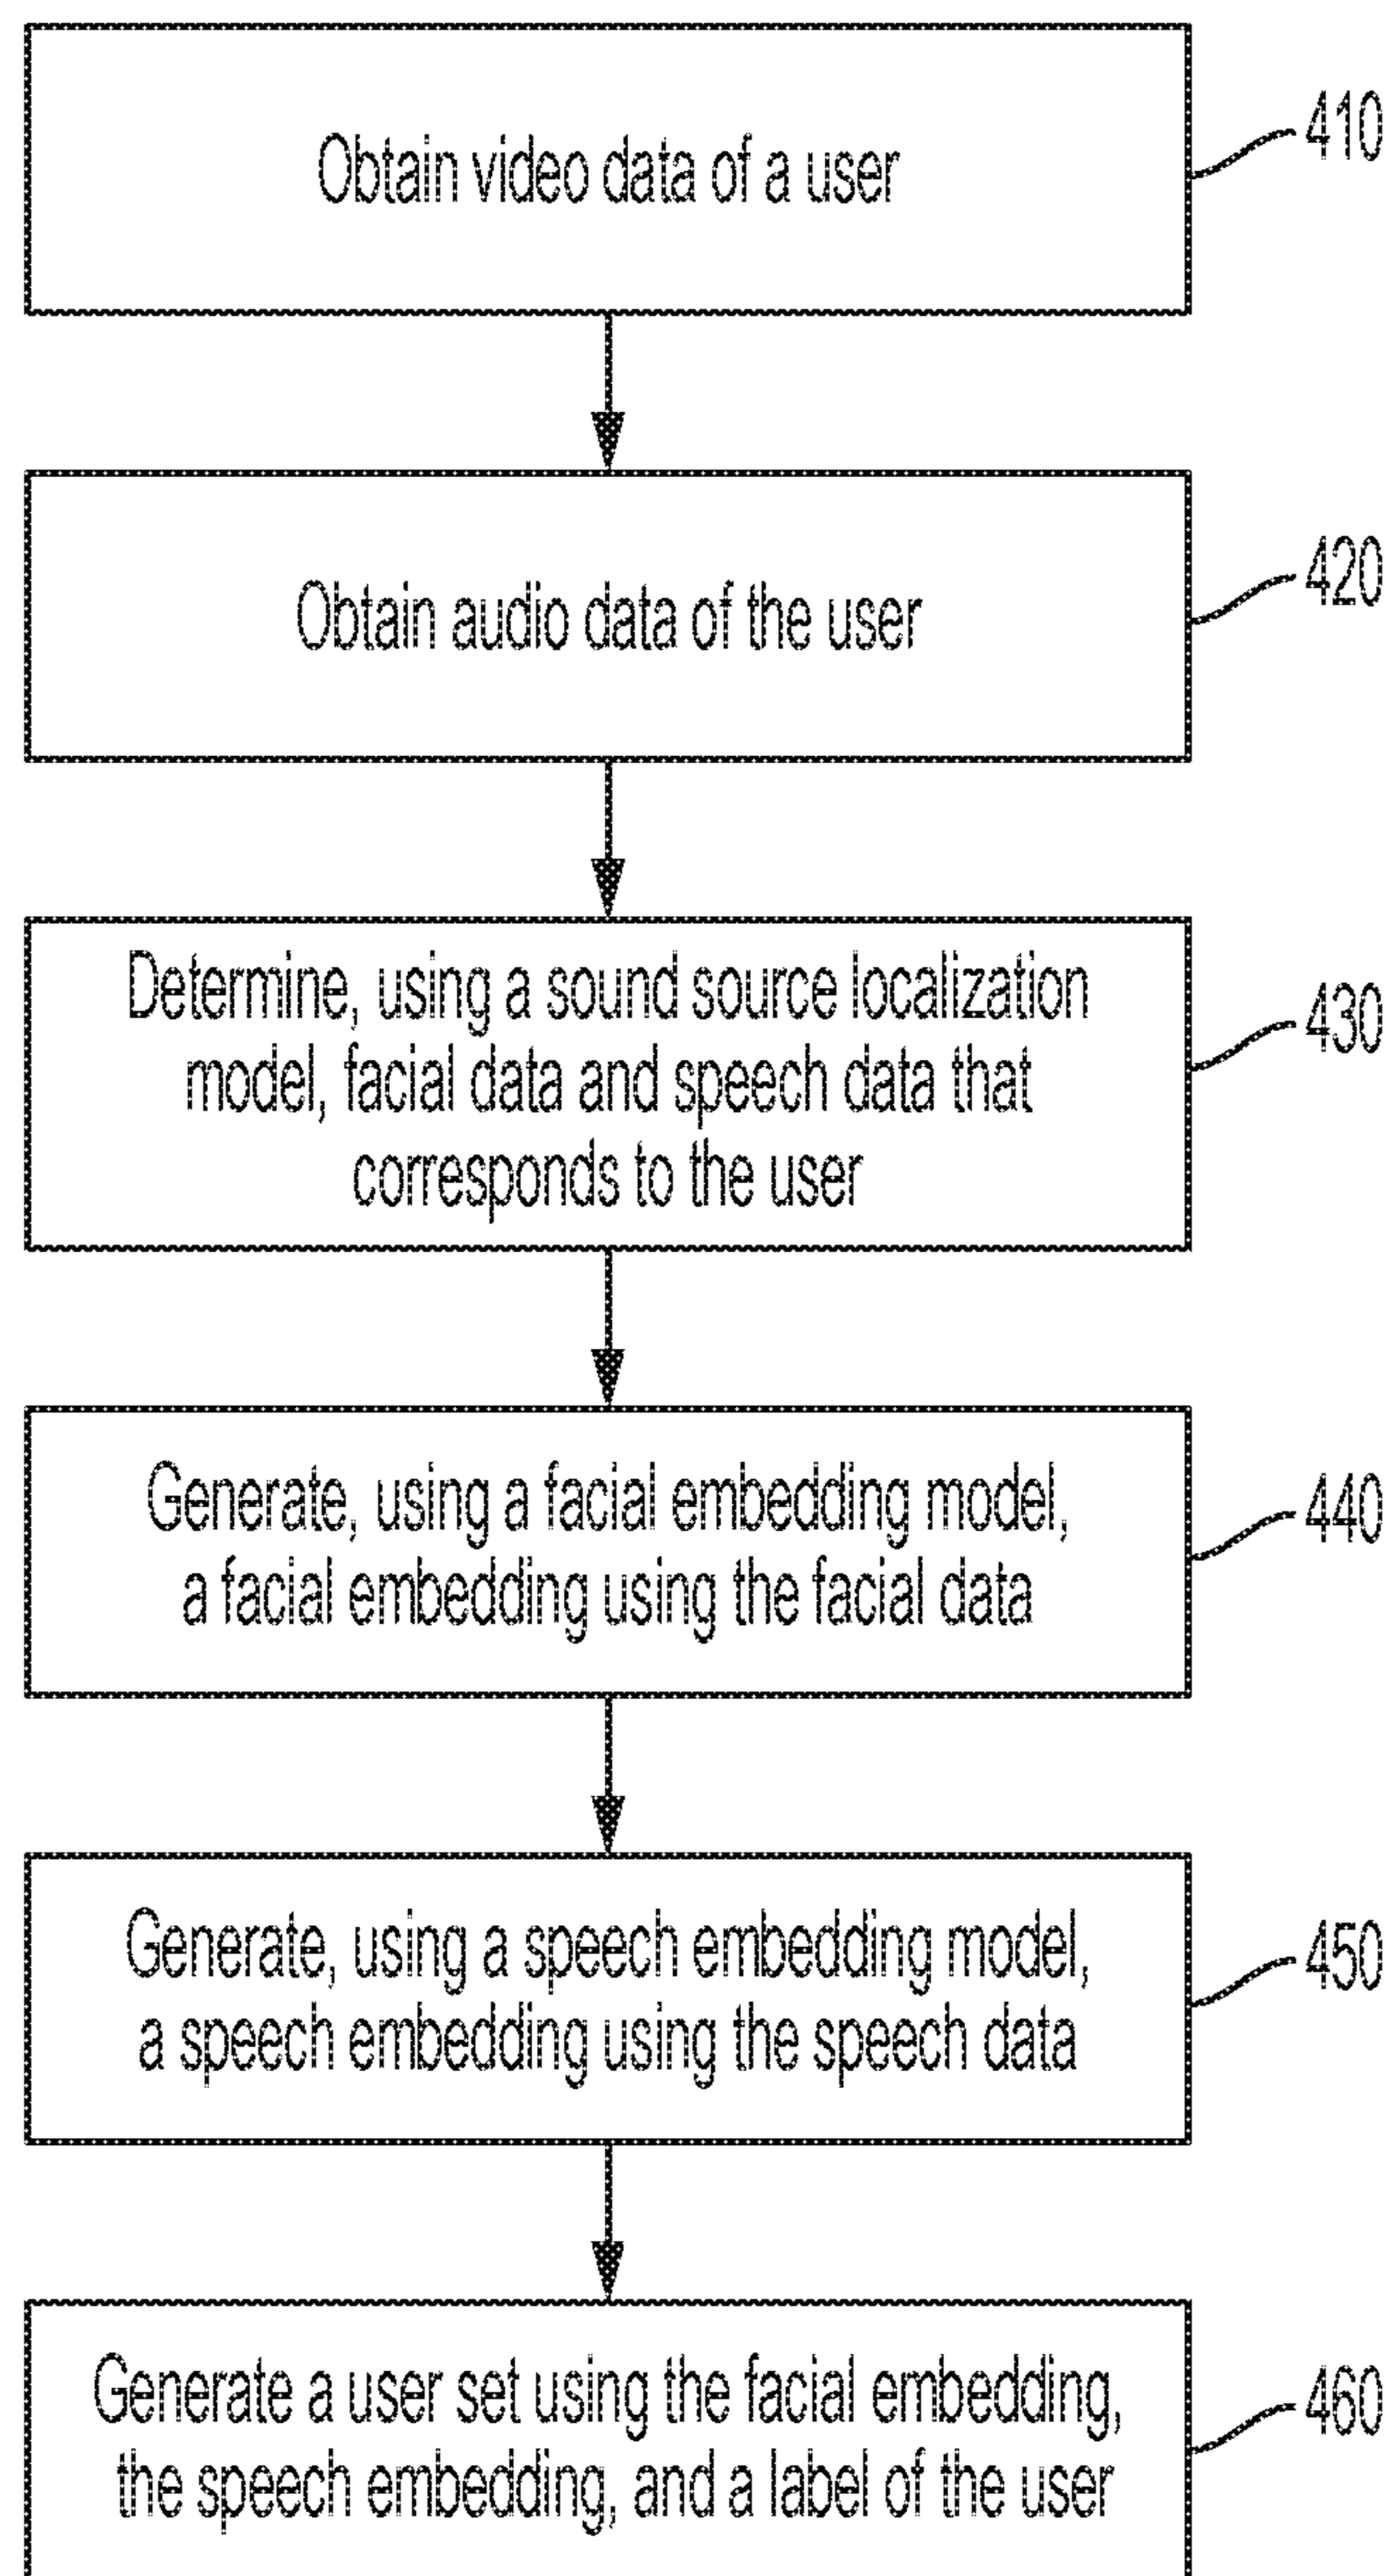 Obtain video data of a user
410
Obtain audio data of the user
420
Determine, using a sound source localization
model, facial data and speech data that
corresponds to the user
430
Generate, using a facial embedding model,
a facial embedding using the facial data
440
Generate, using a speech embedding model,
a speech embedding using the speech data
450
Generate a user set using the facial embedding,
the speech embedding, and a label of the user
460